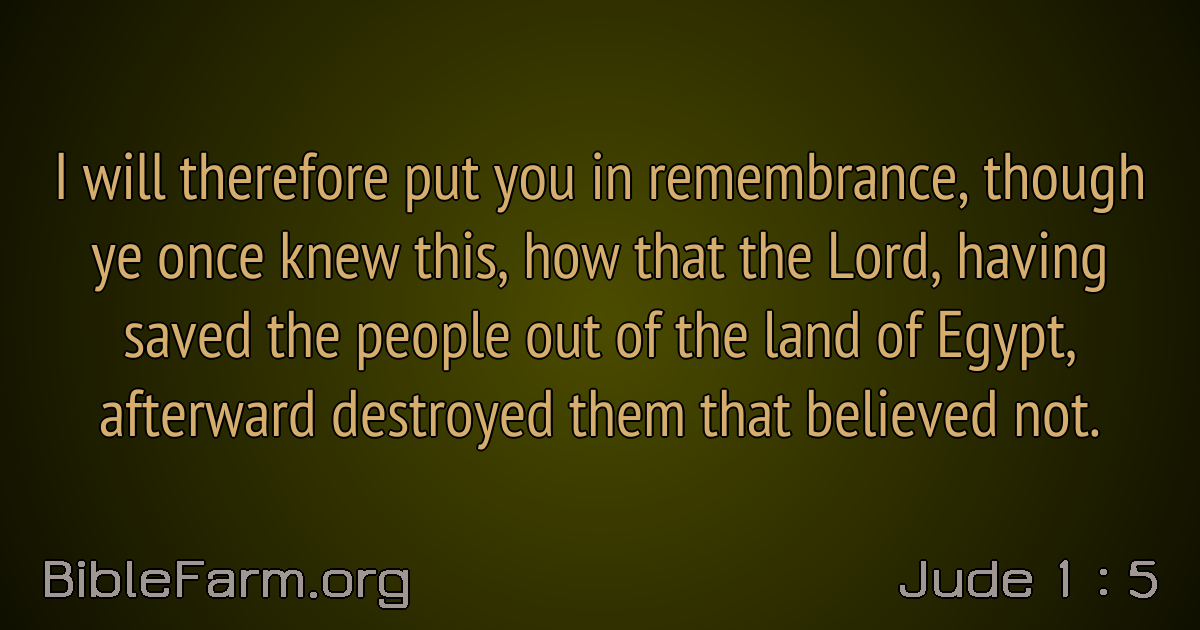 I will therefore put you in remembrance, though
ye once knew this, how that the Lord, having
saved the people out of the land of Egypt,
afterward destroyed them that believed not.
BibleFarm.org
Jude 1 : 5